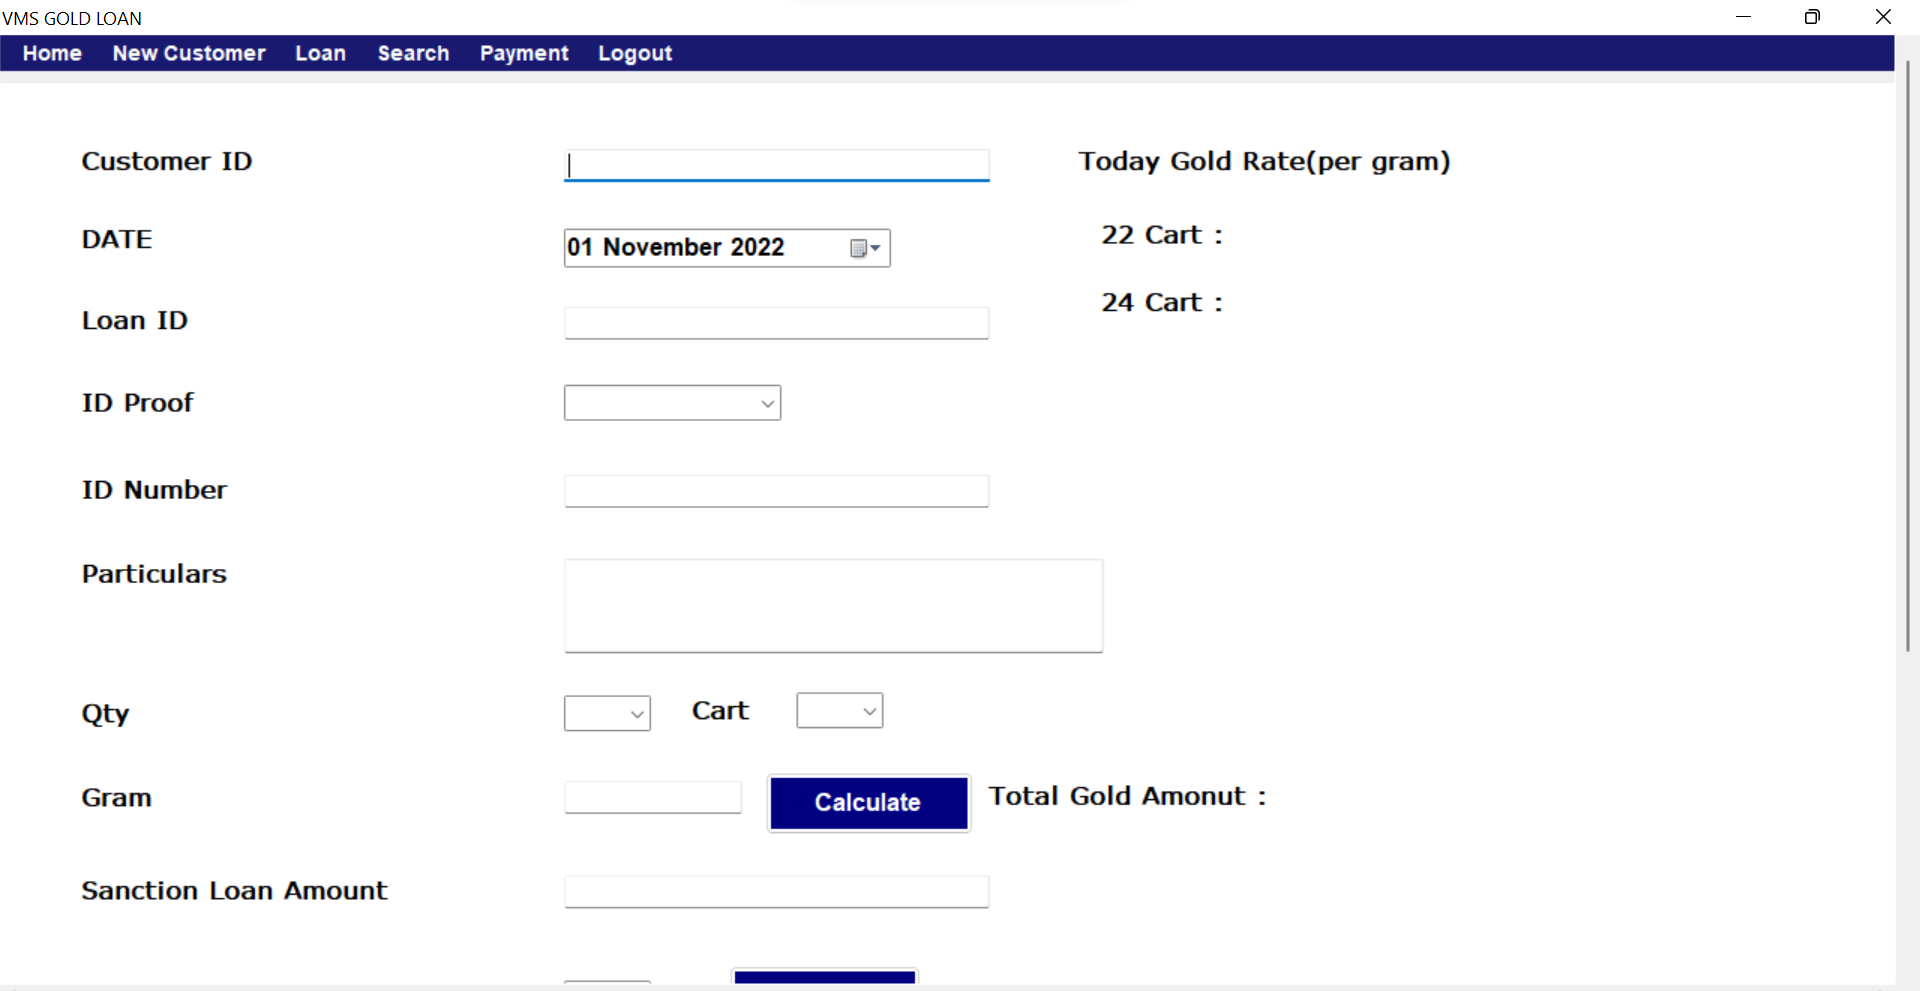 VMS GOLD LOAN
Home New Customer Loan Search Payment Logout
Customer ID Today Gold Rate(per gram)
DATE 01 November 2022 22 Cart :
24 Cart :
Loan ID
ID Proof
ID Number
Particulars
Qty Cart
Gram Calculate Total Gold Amonut :
Sanction Loan Amount